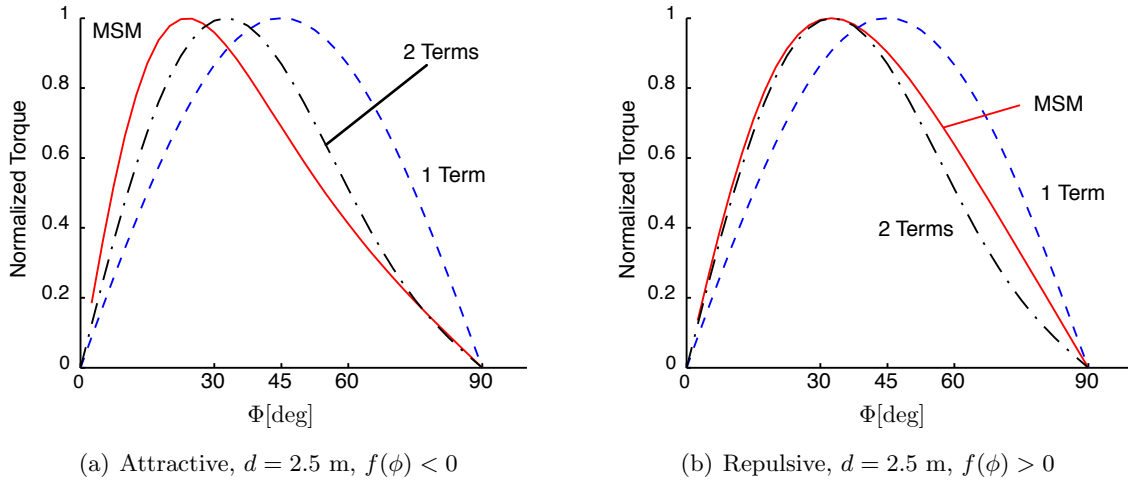 1
0.8
0.6
0.4
0.2
0
Normalized Torque
MSM
2 Terms
1 Term
0 30 45 60 90
Φ[deg]
(a) Attractive, d = 2.5 m, f(ϕ) < 0
1
0.8
0.6
0.4
0.2
0
Normalized Torque
MSM
1 Term
2 Terms
0 30 45 60 90
Φ[deg]
(b) Repulsive, d = 2.5 m, f(ϕ) > 0